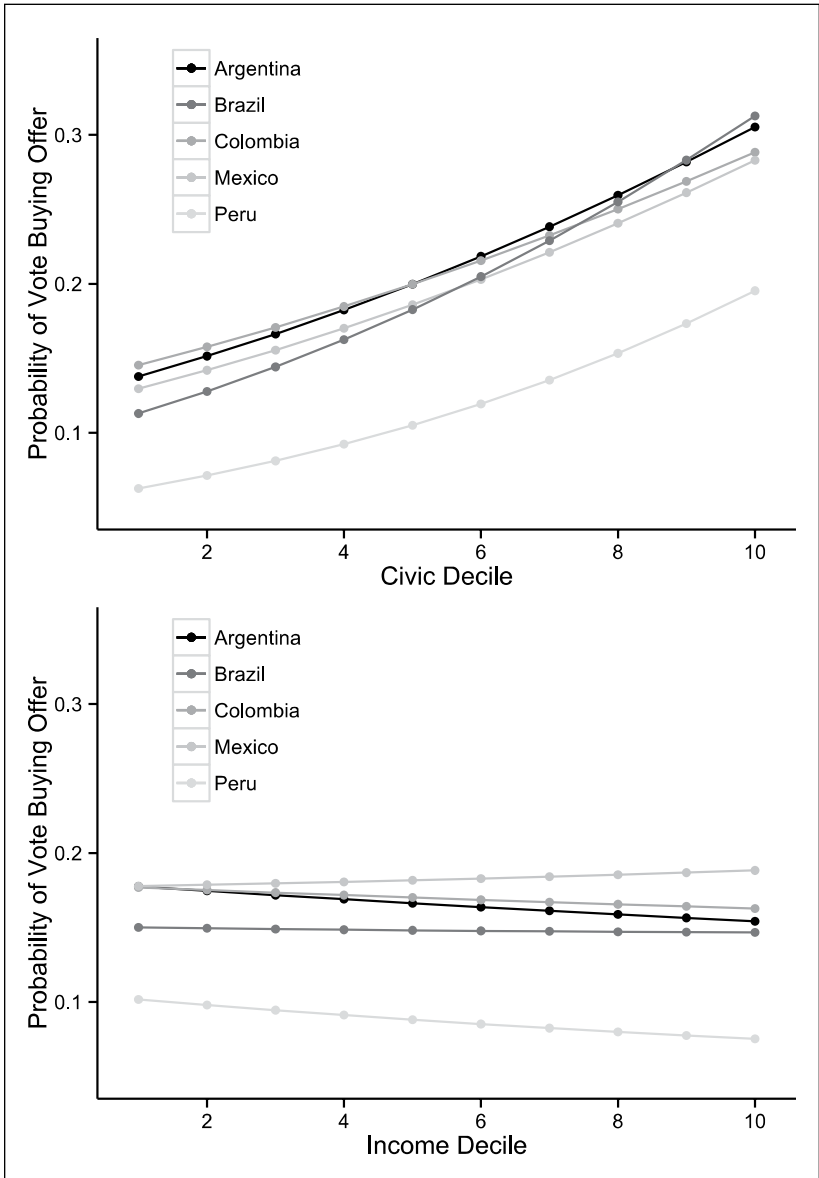 Argentina
Brazil
Colombia
Mexico
Peru
Probability of Vote Buying Offer
0.3
0.2
0.1
2 4 6 8 10
Civic Decile
Argentina
Brazil
Colombia
Mexico
Peru
Probability of Vote Buying Offer
0.3
0.2
0.1
2 4 6 8 10
Income Decile